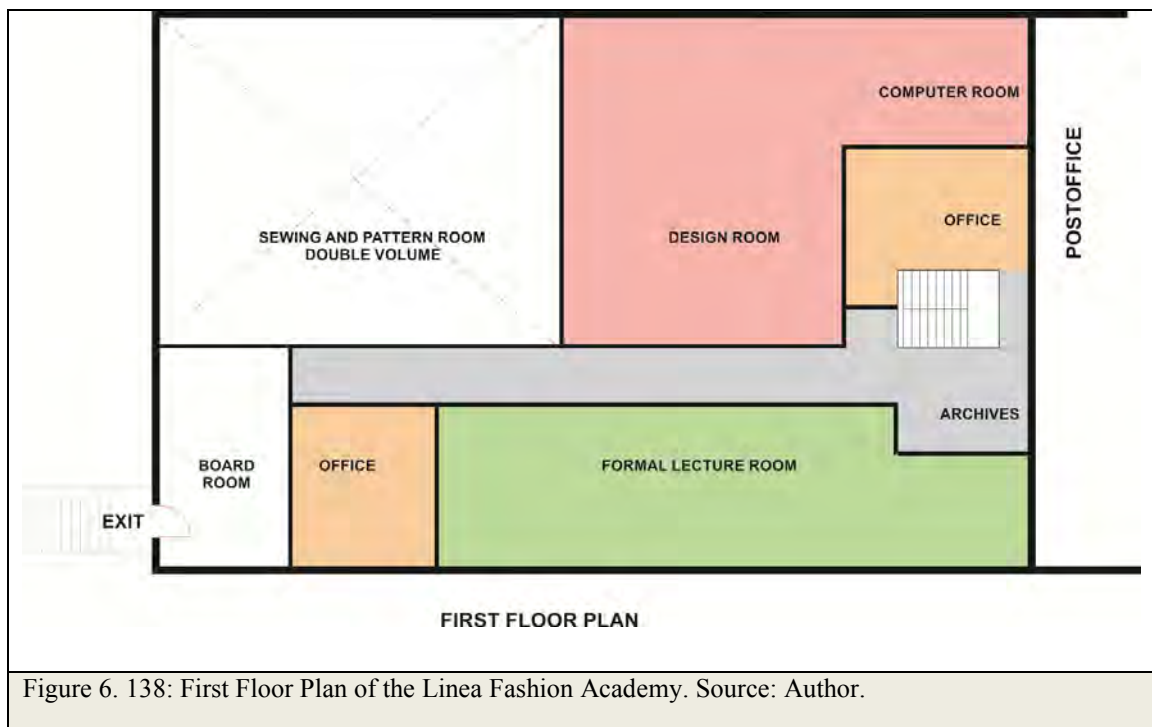 COMPUTER ROOM
POSTOFFICE
OFFICE
SEWING AND PATTERN ROOM
DOUBLE VOLUME
DESIGN ROOM
ARCHIVES
BOARD
ROOM
OFFICE
FORMAL LECTURE ROOM
EXIT
FIRST FLOOR PLAN
Figure 6. 138: First Floor Plan of the Linea Fashion Academy. Source: Author.